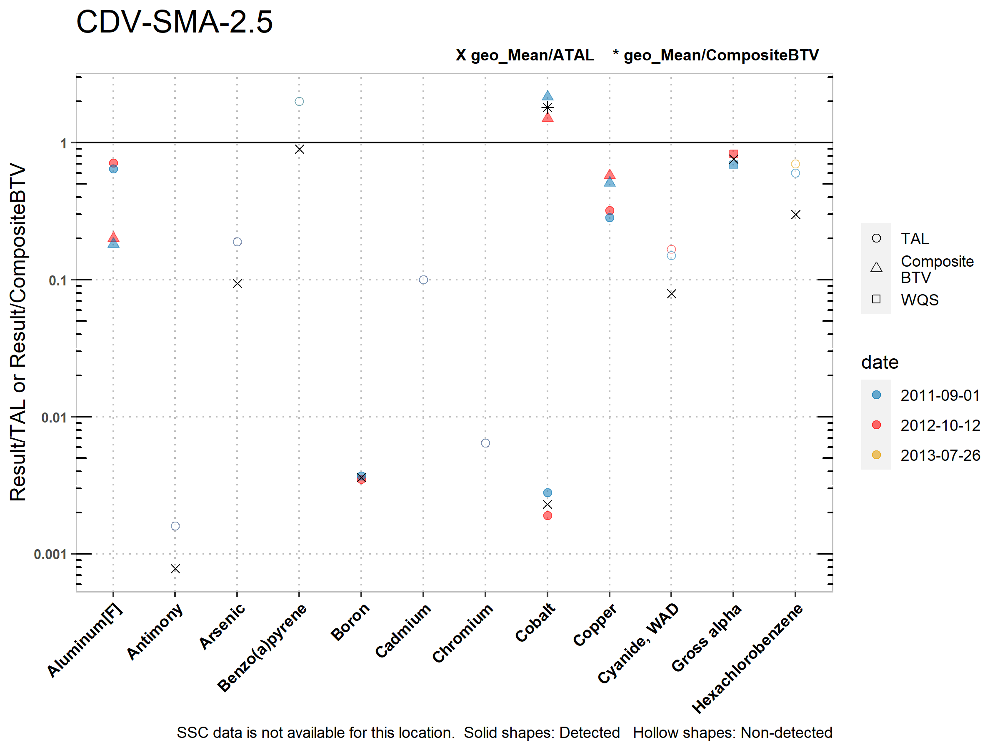 CDV-SMA-2.5
X geo_Mean/ATAL * geo_Mean/CompositeBTV
Result/TAL or Result/CompositeBTV
1
0.1
0.01
0.001
Aluminum[F]
Antimony
Arsenic
Benzo(a)pyrene
Boron
Cadmium
Chromium
Cobalt
Copper
Cyanide, WAD
Gross alpha
Hexachlorobenzene
TAL
Composite
BTV
WQS
date
2011-09-01
2012-10-12
2013-07-26
SSC data is not available for this location. Solid shapes: Detected Hollow shapes: Non-detected